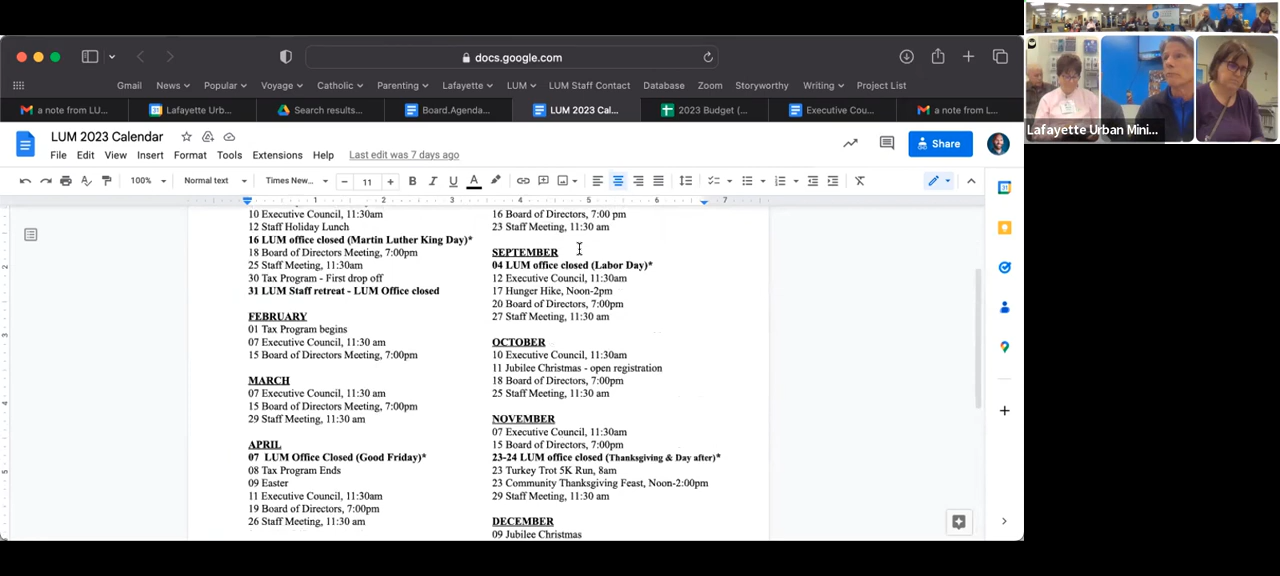 docs.google.com
Gmail
News
Popular
Voyage
Catholic
Parenting
Lafayette
LUM
LUM Staff Contact
Database
Zoom
Storyworthy
Writing
Project List
a note from LU...
Lafayette Urb...
Search results...
Board.Agenda...
LUM 2023 Cal...
2023 Budget (...
Executive Cou...
a note from L...
LUM 2023 Calendar
File Edit View Insert Format Tools Extensions Help Last edit was 7 days ago
Share
100% Normal text Times New... 11
10 Executive Council, 11:30am
12 Staff Holiday Lunch
16 LUM office closed (Martin Luther King Day)*
18 Board of Directors Meeting, 7:00pm
25 Staff Meeting, 11:30am
30 Tax Program - First drop off
31 LUM Staff retreat - LUM Office closed
FEBRUARY
01 Tax Program begins
07 Executive Council, 11:30 am
15 Board of Directors Meeting, 7:00pm
MARCH
07 Executive Council, 11:30 am
15 Board of Directors Meeting, 7:00pm
29 Staff Meeting, 11:30 am
APRIL
07 LUM Office Closed (Good Friday)*
08 Tax Program Ends
09 Easter
11 Executive Council, 11:30am
19 Board of Directors, 7:00pm
26 Staff Meeting, 11:30 am
16 Board of Directors, 7:00 pm
23 Staff Meeting, 11:30 am
SEPTEMBER
04 LUM office closed (Labor Day)*
12 Executive Council, 11:30am
17 Hunger Hike, Noon-2pm
20 Board of Directors, 7:00pm
27 Staff Meeting, 11:30 am
OCTOBER
10 Executive Council, 11:30am
11 Jubilee Christmas - open registration
18 Board of Directors, 7:00pm
25 Staff Meeting, 11:30 am
NOVEMBER
07 Executive Council, 11:30am
15 Board of Directors, 7:00pm
23-24 LUM office closed (Thanksgiving & Day after)*
23 Turkey Trot 5K Run, 8am
23 Community Thanksgiving Feast, Noon-2:00pm
29 Staff Meeting, 11:30 am
DECEMBER
09 Jubilee Christmas
Lafayette Urban Mini...